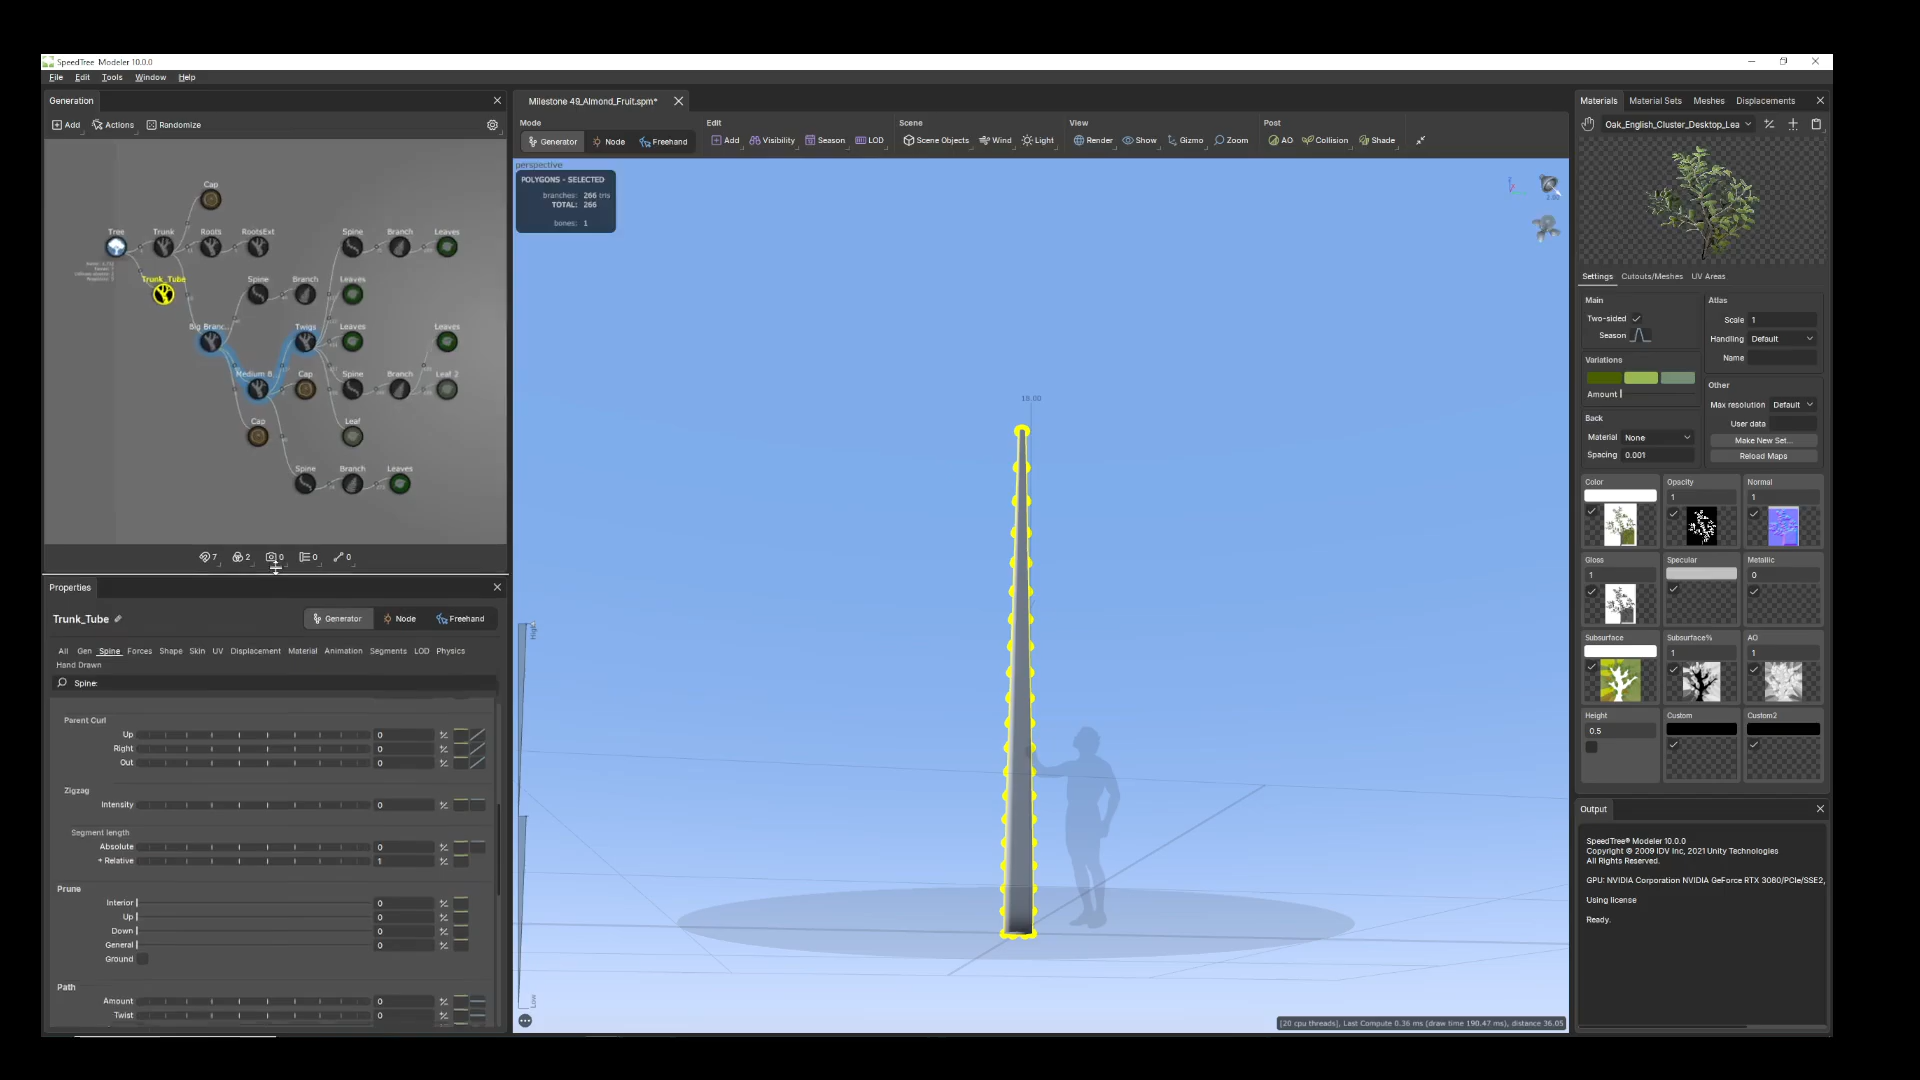 SpeedTree Modeler 10.0.0
File Edit Tools Window Help
Generation
Add Actions Randomize
Cap
Tree Trunk Roots RootsExt Spine Branch Leaves
Trunk_Tube Spine Branch Leaves
Big Branc... Twigs Leaves Leaves
Medium B. Cap Spine Branch Leaf 2
Cap Leaf
Spine Branch Leaves
7 2 0 0 0
Properties
Trunk_Tube Generator Node Freehand
All Gen Spine Forces Shape Skin UV Displacement Material Animation Segments LOD Physics
Hand Drawn
Spine:
Parent Curl
Up 0
Right 0
Out 0
Zigzag
Intensity 0
Segment length
Absolute 0
+ Relative 1
Prune
Interior 0
Up 0
Down 0
General 0
Ground
Path
Amount 0
Twist 0
Milestone 49_Almond_Fruit.spm*
Mode Edit Scene View Post
Generator Node Freehand Add Visibility Season LOD Scene Objects Wind Light Render Show Gizmo Zoom AO Collision Shade
perspective
POLYGONS - SELECTED
branches: 266 tris
TOTAL: 266
bones: 1
2.50
18.00
High
Low
[20 cpu threads], Last Compute 0.36 ms (draw time 190.47 ms), distance 36.05
Materials Material Sets Meshes Displacements
Oak_English_Cluster_Desktop_Lea
Settings Cutouts/Meshes UV Areas
Main
Two-sided
Season
Variations
Amount
Back
Material None
Spacing 0.001
Atlas
Scale 1
Handling Default
Name
Other
Max resolution Default
User data
Make New Set...
Reload Maps
Color Opacity Normal
1 1
Gloss Specular Metallic
1 0
Subsurface Subsurface% AO
1 1
Height Custom Custom2
0.5
Output
SpeedTree® Modeler 10.0.0
Copyright © 2009 IDV Inc, 2021 Unity Technologies
All Rights Reserved.
GPU: NVIDIA Corporation NVIDIA GeForce RTX 3080/PCIe/SSE2,
Using license
Ready.